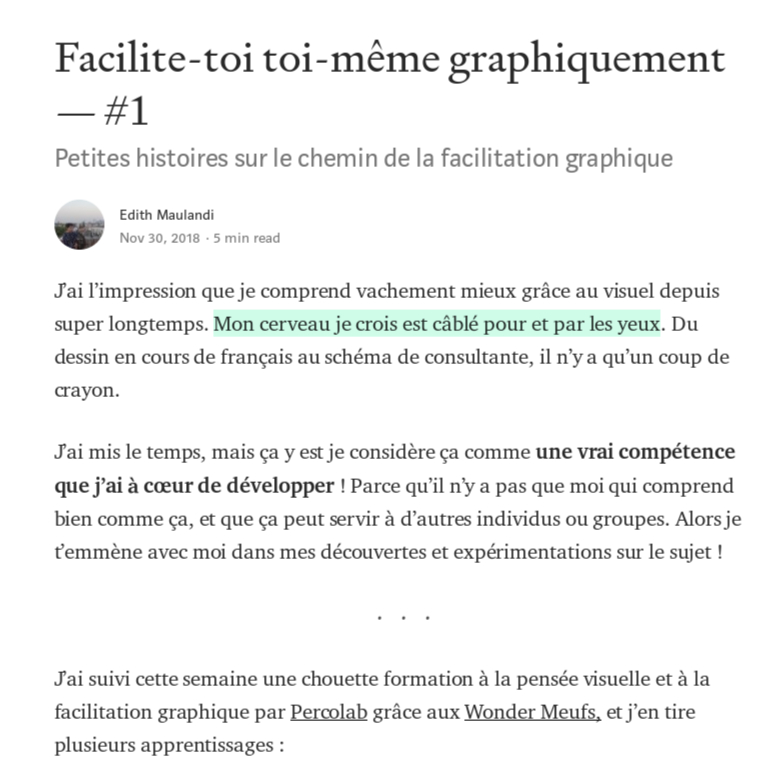 Facilite-toi toi-même graphiquement
— #1
Petites histoires sur le chemin de la facilitation graphique
Edith Maulandi
Nov 30, 2018 · 5 min read
J'ai l'impression que je comprend vachement mieux grâce au visuel depuis
super longtemps. Mon cerveau je crois est câblé pour et par les yeux. Du
dessin en cours de français au schéma de consultante, il n'y a qu'un coup de
crayon.
J'ai mis le temps, mais ça y est je considère ça comme une vrai compétence
que j'ai à cœur de développer ! Parce qu'il n'y a pas que moi qui comprend
bien comme ça, et que ça peut servir à d'autres individus ou groupes. Alors je
t'emmène avec moi dans mes découvertes et expérimentations sur le sujet !
. . .
J'ai suivi cette semaine une chouette formation à la pensée visuelle et à la
facilitation graphique par Percolab grâce aux Wonder Meufs, et j'en tire
plusieurs apprentissages :